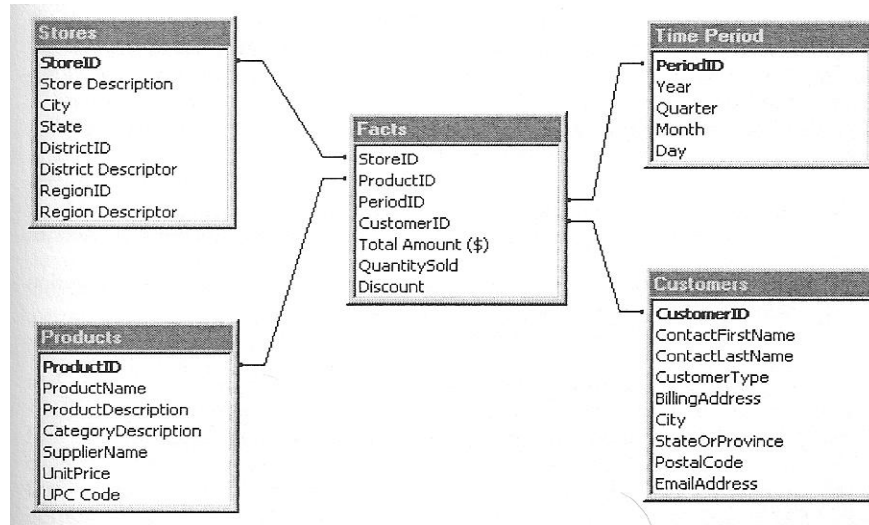 Stores
StoreID
Store Description
City
State
DistrictID
District Descriptor
RegionID
Region Descriptor
Products
ProductID
ProductName
ProductDescription
CategoryDescription
SupplierName
UnitPrice
UPC Code
Facts
StoreID
ProductID
PeriodID
CustomerID
Total Amount ($)
QuantitySold
Discount
Time Period
PeriodID
Year
Quarter
Month
Day
Customers
CustomerID
ContactFirstName
ContactLastName
CustomerType
BillingAddress
City
StateOrProvince
PostalCode
EmailAddress